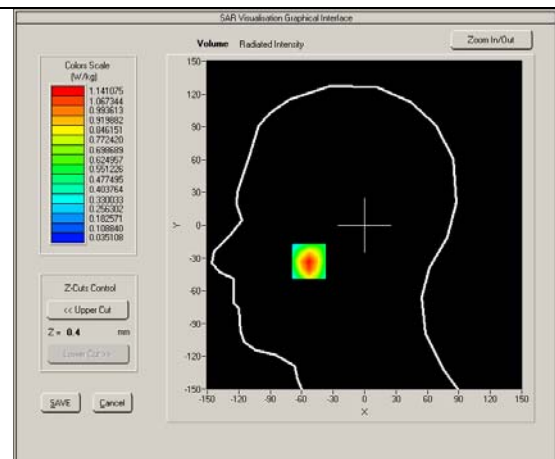 SAR Visualisation Graphical Interface
Volume Radiated Intensity
Zoom In/Out
Colors Scale
(W/kg)
1.141075
1.067344
0.993613
0.919882
0.846151
0.772420
0.698689
0.624957
0.551226
0.477495
0.403764
0.330033
0.256302
0.182571
0.108840
0.035108
Z-Cuts Control
<< Upper Cut
Z = 0.4 mm
Lower Cut >>
SAVE Cancel
150
120
90
60
30
0
-30
-60
-90
-120
-150
Y
-150 -120 -90 -60 -30 0 30 60 90 120 150
X